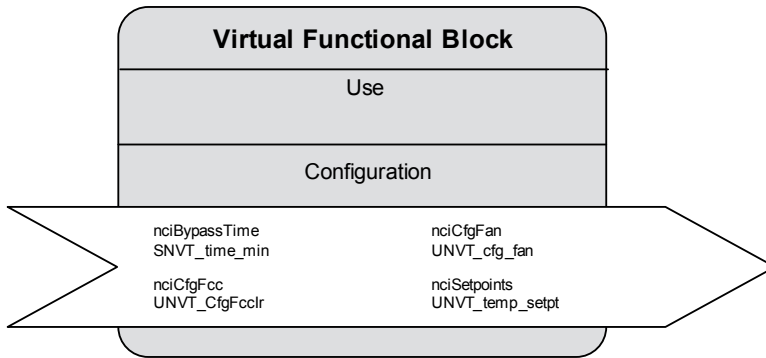 Virtual Functional Block
Use
Configuration
nciBypassTime
SNVT_time_min
nciCfgFcc
UNVT_CfgFcclr
nciCfgFan
UNVT_cfg_fan
nciSetpoints
UNVT_temp_setpt